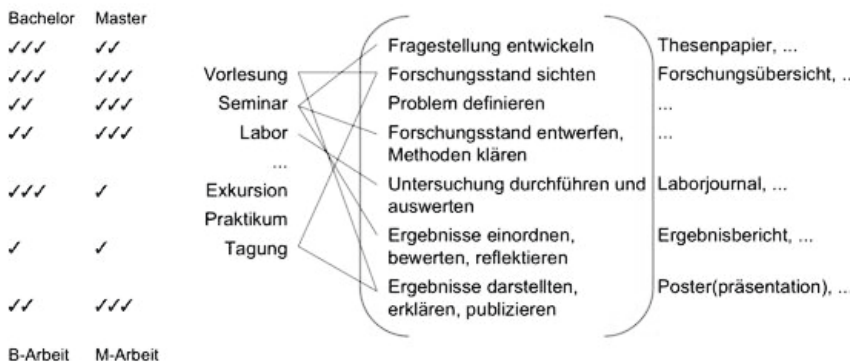 Bachelor Master
✓✓✓ ✓✓ Fragestellung entwickeln Thesenpapier, ...
✓✓✓ ✓✓✓ Vorlesung Forschungsstand sichten Forschungsübersicht, ..
✓✓ ✓✓✓ Seminar Problem definieren ...
✓✓ ✓✓✓ Labor Forschungsstand entwerfen, ...
Methoden klären
...
✓✓✓ ✓ Exkursion Untersuchung durchführen und Laborjournal, ...
auswerten
Praktikum
✓ ✓ Tagung Ergebnisse einordnen, Ergebnisbericht, ...
bewerten, reflektieren
✓✓ ✓✓✓ Ergebnisse darstellten, Poster(präsentation), ..
erklären, publizieren
B-Arbeit M-Arbeit